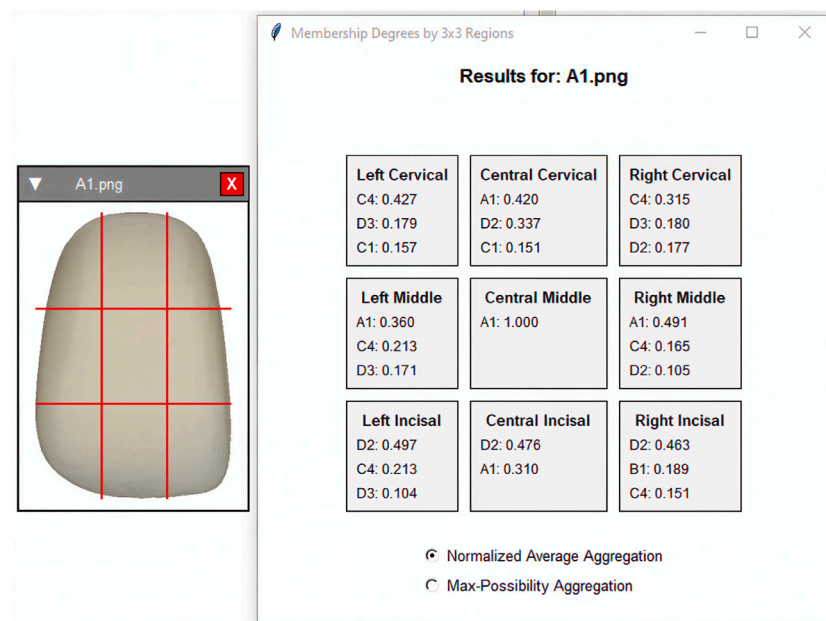 Membership Degrees by 3x3 Regions
Results for: A1.png
A1.png
X
Left Cervical
C4: 0.427
D3: 0.179
C1: 0.157
Central Cervical
A1: 0.420
D2: 0.337
C1: 0.151
Right Cervical
C4: 0.315
D3: 0.180
D2: 0.177
Left Middle
A1: 0.360
C4: 0.213
D3: 0.171
Central Middle
A1: 1.000
Right Middle
A1: 0.491
C4: 0.165
D2: 0.105
Left Incisal
D2: 0.497
C4: 0.213
D3: 0.104
Central Incisal
D2: 0.476
A1: 0.310
Right Incisal
D2: 0.463
B1: 0.189
C4: 0.151
Normalized Average Aggregation
Max-Possibility Aggregation